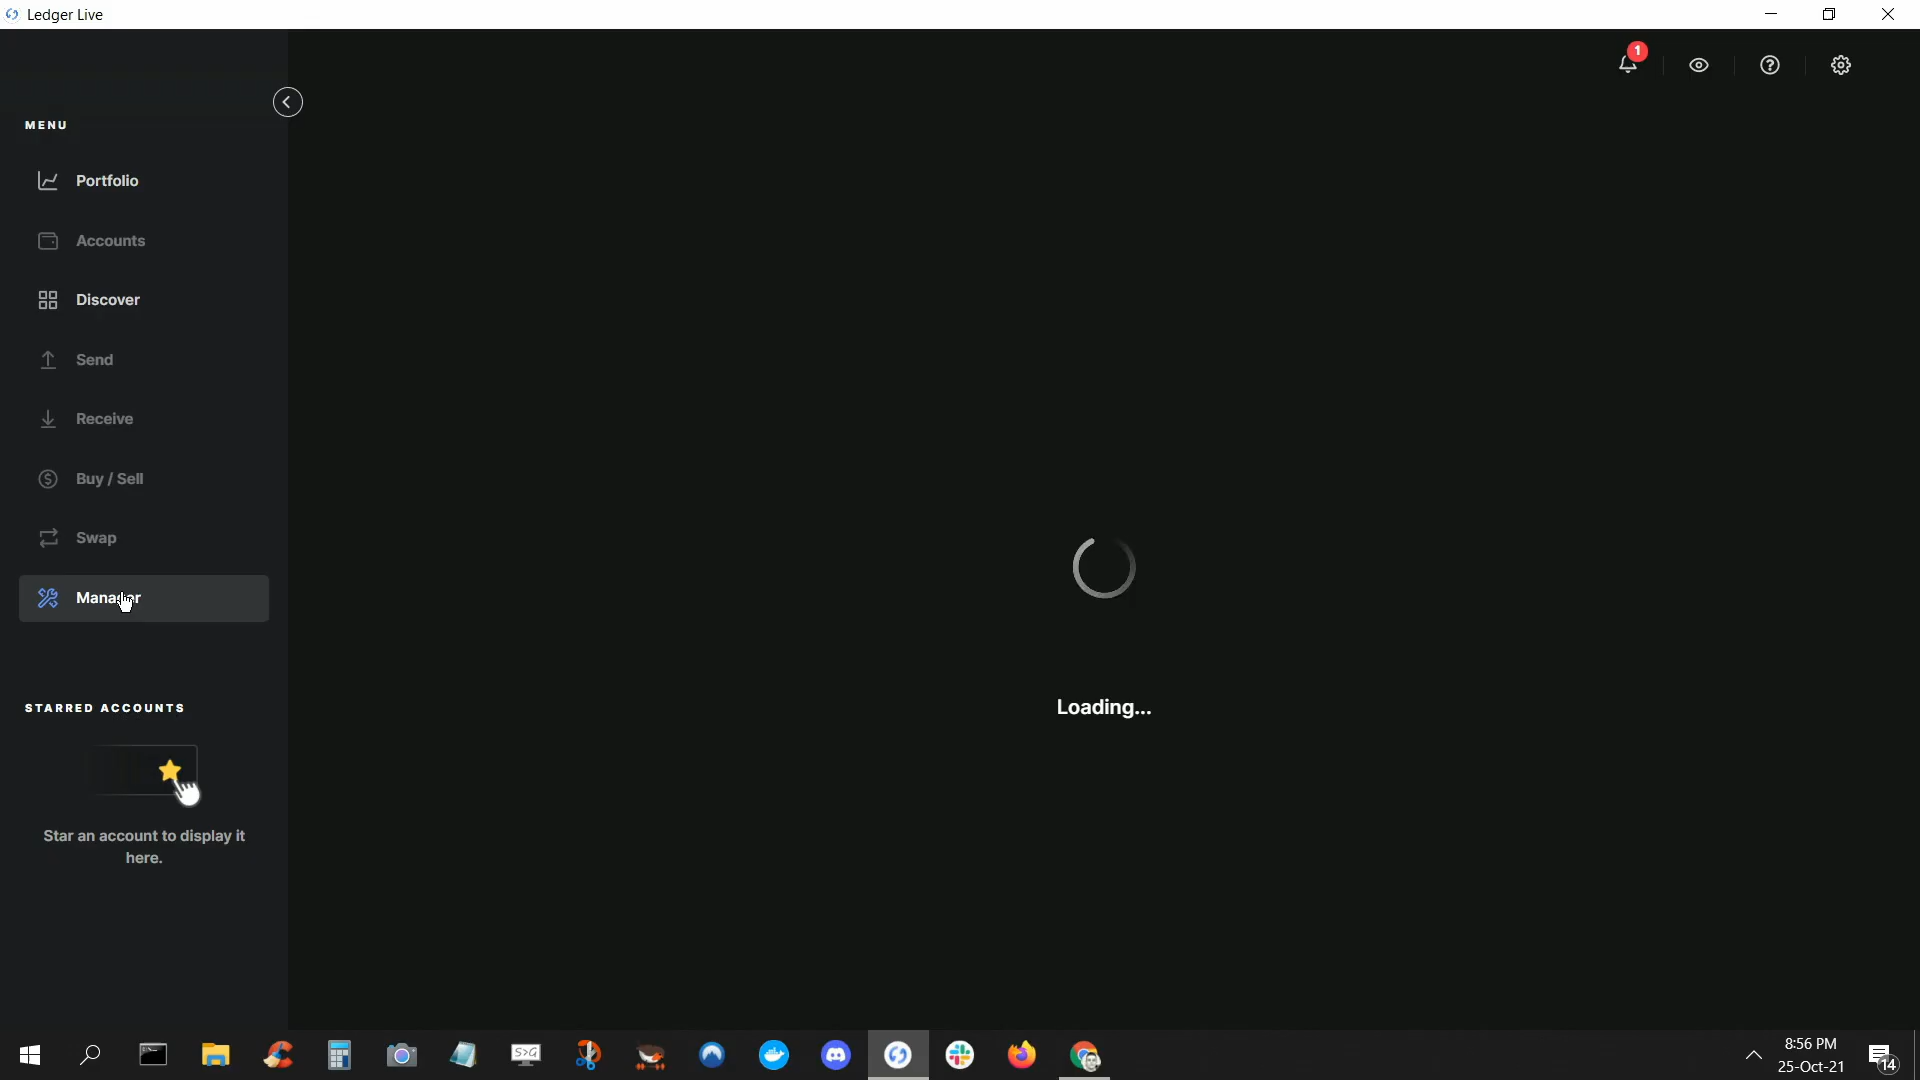 Ledger Live
1
MENU
Portfolio
Accounts
Discover
Send
Receive
Buy / Sell
Swap
Manager
Loading...
STARRED ACCOUNTS
Star an account to display it
here.
S>G
8:56 PM
25-Oct-21
14